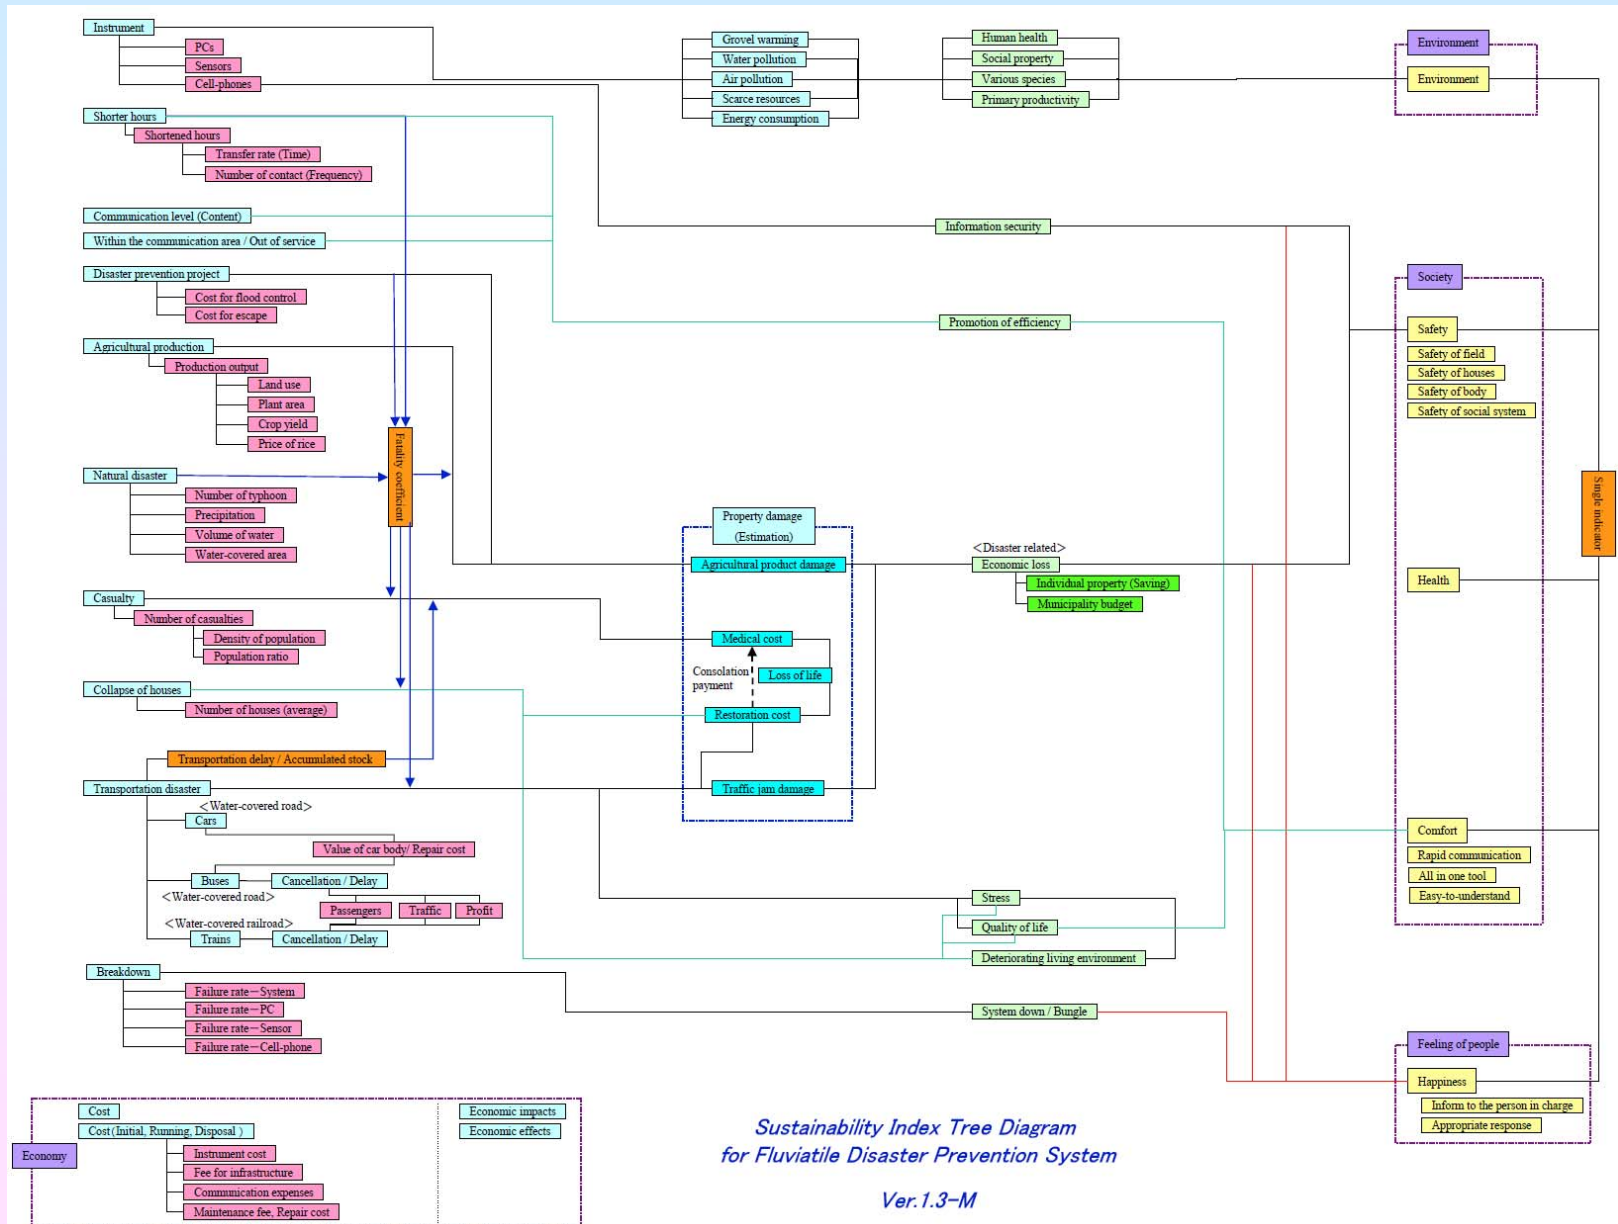 Instrument
PCs
Sensors
Cell-phones
Shorter hours
Shortened hours
Transfer rate (Time)
Number of contact (Frequency)
Communication level (Content)
Within the communication area / Out of service
Disaster prevention project
Cost for flood control
Cost for escape
Agricultural production
Production output
Land use
Plant area
Crop yield
Price of rice
Natural disaster
Number of typhoon
Precipitation
Volume of water
Water-covered area
Fatality coefficient
Casualty
Number of casualties
Density of population
Population ratio
Collapse of houses
Number of houses (average)
Transportation delay / Accumulated stock
Transportation disaster
<Water-covered road>
Cars
Value of car body/ Repair cost
Buses
Cancellation / Delay
<Water-covered road>
Passengers
Traffic
Profit
<Water-covered railroad>
Trains
Cancellation / Delay
Breakdown
Failure rate—System
Failure rate—PC
Failure rate—Sensor
Failure rate—Cell-phone
Grovel warming
Water pollution
Air pollution
Scarce resources
Energy consumption
Property damage
(Estimation)
Agricultural product damage
Medical cost
Consolation
payment
Loss of life
Restoration cost
Traffic jam damage
Human health
Social property
Various species
Primary productivity
Information security
Promotion of efficiency
<Disaster related>
Economic loss
Individual property (Saving)
Municipality budget
Stress
Quality of life
Deteriorating living environment
System down / Bungle
Environment
Environment
Society
Safety
Safety of field
Safety of houses
Safety of body
Safety of social system
Health
Comfort
Rapid communication
All in one tool
Easy-to-understand
Feeling of people
Happiness
Inform to the person in charge
Appropriate response
Single indicator
Economy
Cost
Cost (Initial, Running, Disposal )
Instrument cost
Fee for infrastructure
Communication expenses
Maintenance fee, Repair cost
Economic impacts
Economic effects
Sustainability Index Tree Diagram
for Fluviatile Disaster Prevention System
Ver.1.3-M